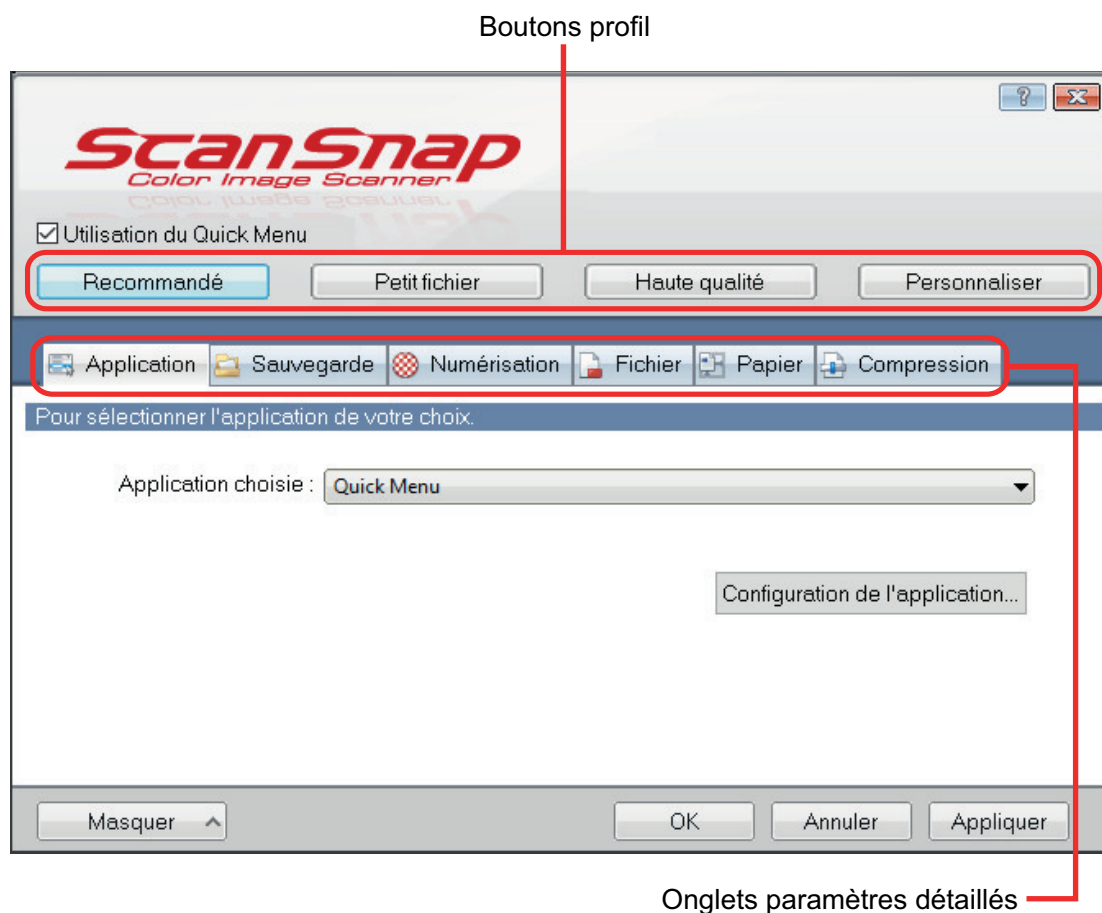 Boutons profil
?
ScanSnap
Color Image Scanner
Utilisation du Quick Menu
Recommandé Petit fichier Haute qualité Personnaliser
Application Sauvegarde Numérisation Fichier Papier Compression
Pour sélectionner l'application de votre choix.
Application choisie : Quick Menu
Configuration de l'application...
Masquer OK Annuler Appliquer
Onglets paramètres détaillés